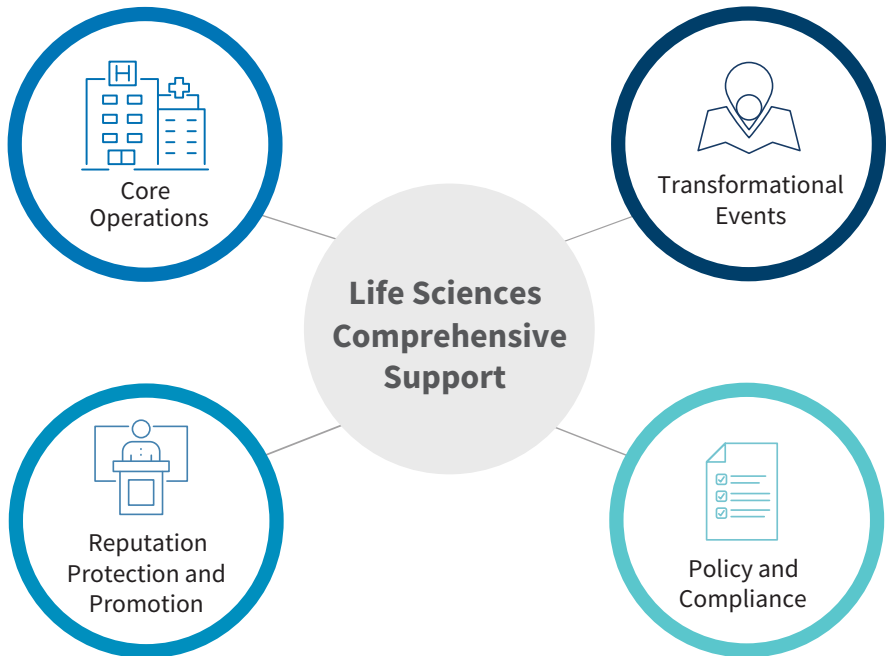 H
Core
Operations
Transformational
Events
Life Sciences
Comprehensive
Support
Reputation
Protection and
Promotion
Policy and
Compliance